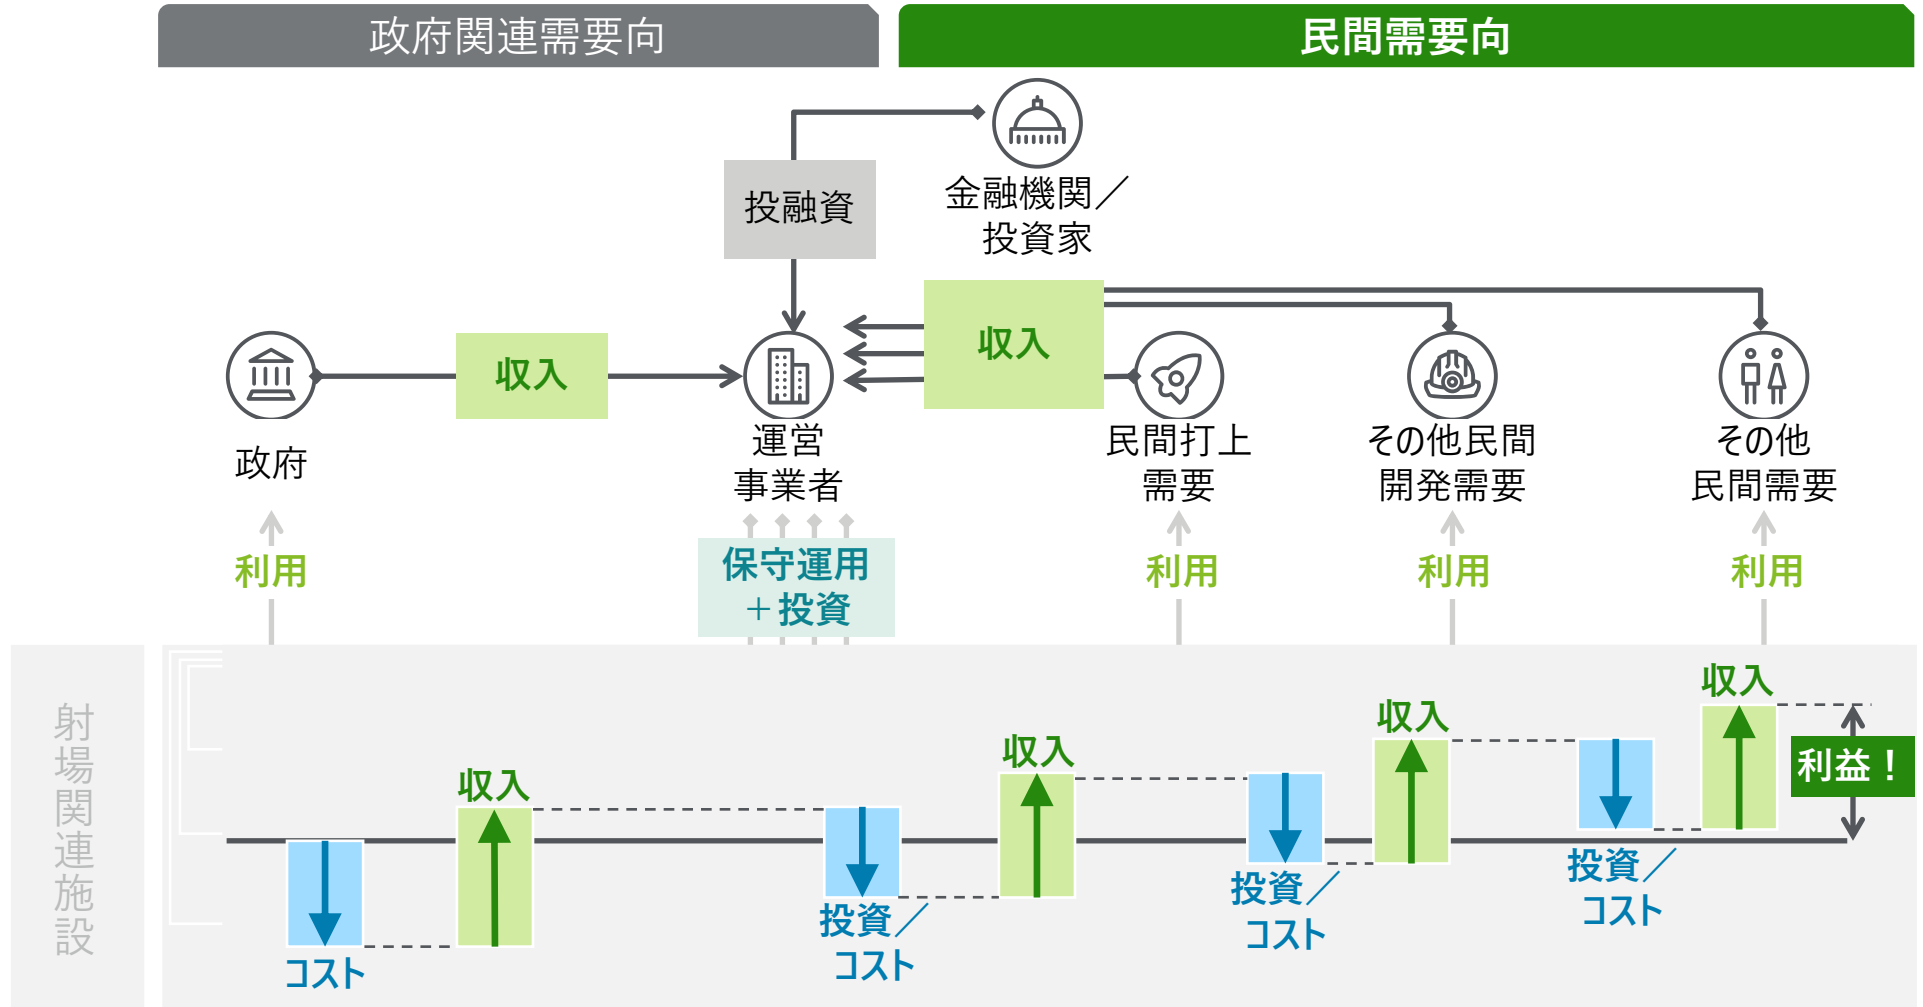 政府関連需要向
民間需要向
投融資
金融機関／
投資家
収入
収入
政府
運営
事業者
民間打上
需要
その他民間
開発需要
その他
民間需要
利用
保守運用
＋投資
利用
利用
利用
射場関連施設
コスト
収入
投資／
コスト
収入
投資／
コスト
収入
投資／
コスト
収入
利益！